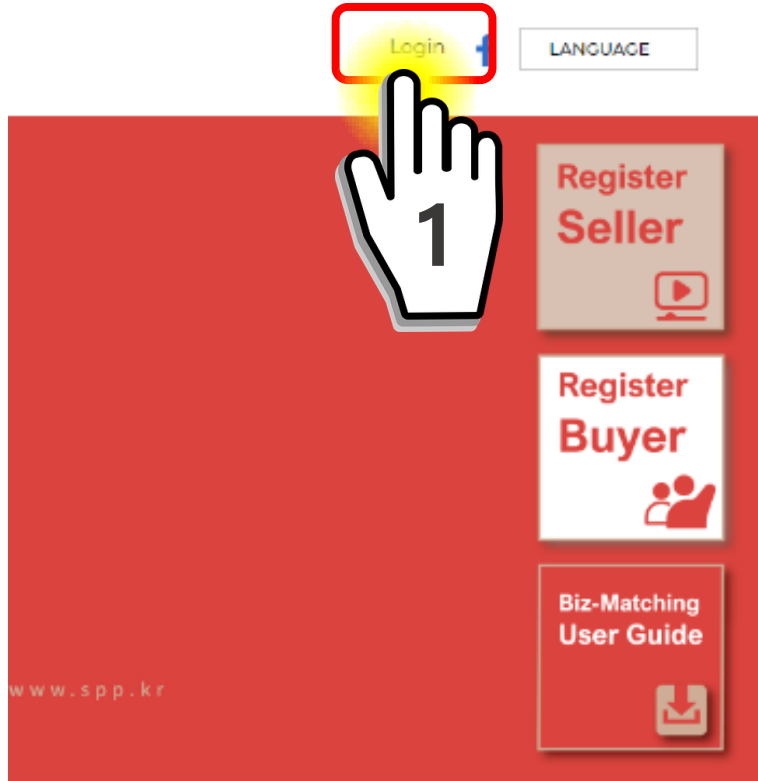 Login
LANGUAGE
1
Register
Seller
Register
Buyer
Biz-Matching
User Guide
www.spp.kr